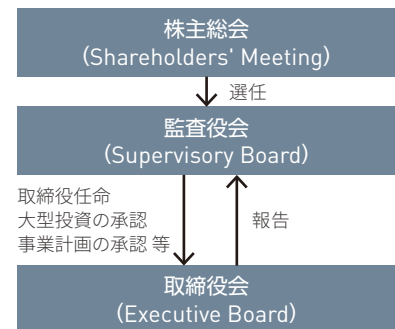 株主総会
(Shareholders' Meeting)
選任
監査役会
(Supervisory Board)
取締役任命
大型投資の承認
事業計画の承認 等
報告
取締役会
(Executive Board)